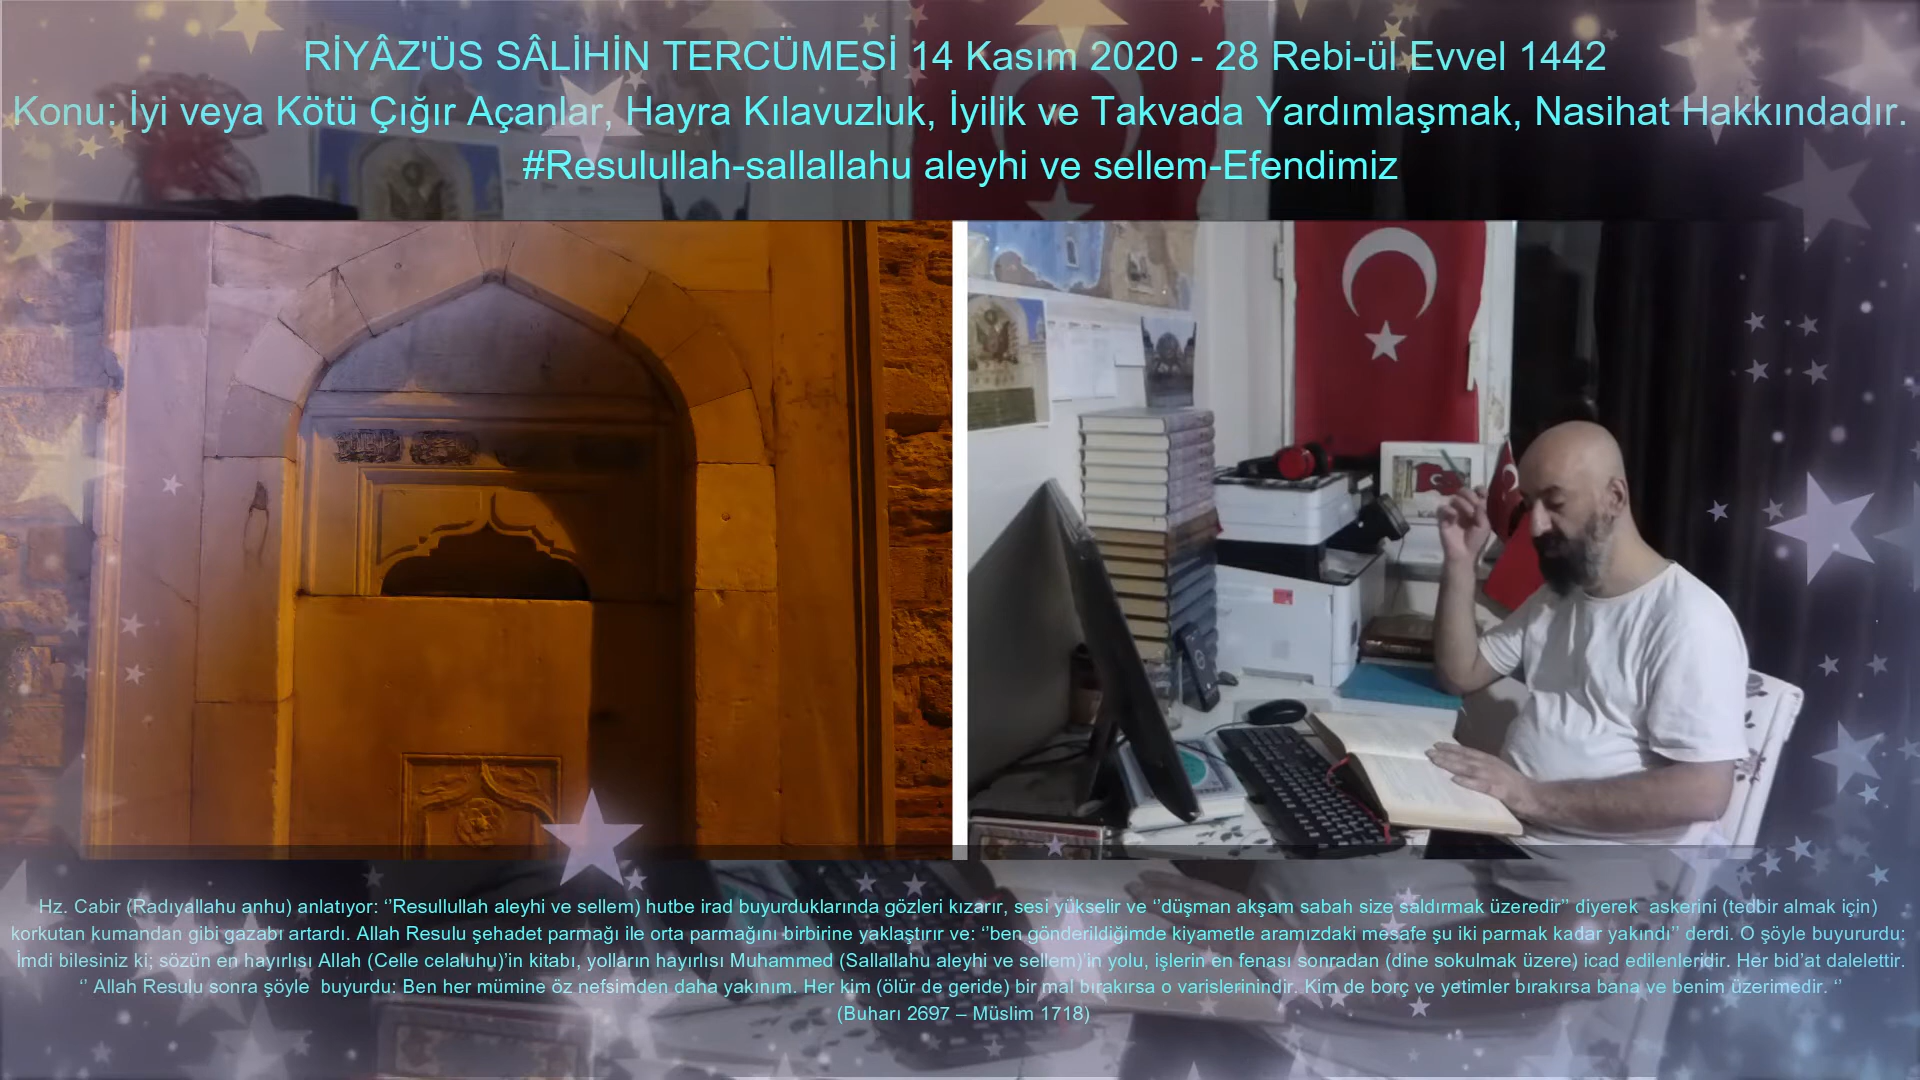 RİYÂZ'ÜS SÂLİHİN TERCÜMESİ 14 Kasım 2020 - 28 Rebi-ül Evvel 1442
Konu: İyi veya Kötü Çığır Açanlar, Hayra Kılavuzluk, İyilik ve Takvada Yardımlaşmak, Nasihat Hakkındadır.
#Resulullah-sallallahu aleyhi ve sellem-Efendimiz
Hz. Cabir (Radıyallahu anhu) anlatıyor: ‘’Resullullah aleyhi ve sellem) hutbe irad buyurduklarında gözleri kızarır, sesi yükselir ve ‘’düşman akşam sabah size saldırmak üzeredir’’ diyerek  askerini (tedbir almak için)
korkutan kumandan gibi gazabı artardı. Allah Resulu şehadet parmağı ile orta parmağını birbirine yaklaştırır ve: ‘’ben gönderildiğimde kiyametle aramızdaki mesafe şu iki parmak kadar yakındı’’ derdi. O şöyle buyururdu:
İmdi bilesiniz ki; sözün en hayırlısı Allah (Celle celaluhu)’in kitabı, yolların hayırlısı Muhammed (Sallallahu aleyhi ve sellem)’in yolu, işlerin en fenası sonradan (dine sokulmak üzere) icad edilenleridir. Her bid’at dalelettir.
‘’ Allah Resulu sonra şöyle  buyurdu: Ben her mümine öz nefsimden daha yakınım. Her kim (ölür de geride) bir mal bırakırsa o varislerinindir. Kim de borç ve yetimler bırakırsa bana ve benim üzerimedir. ‘’
(Buharı 2697 – Müslim 1718)